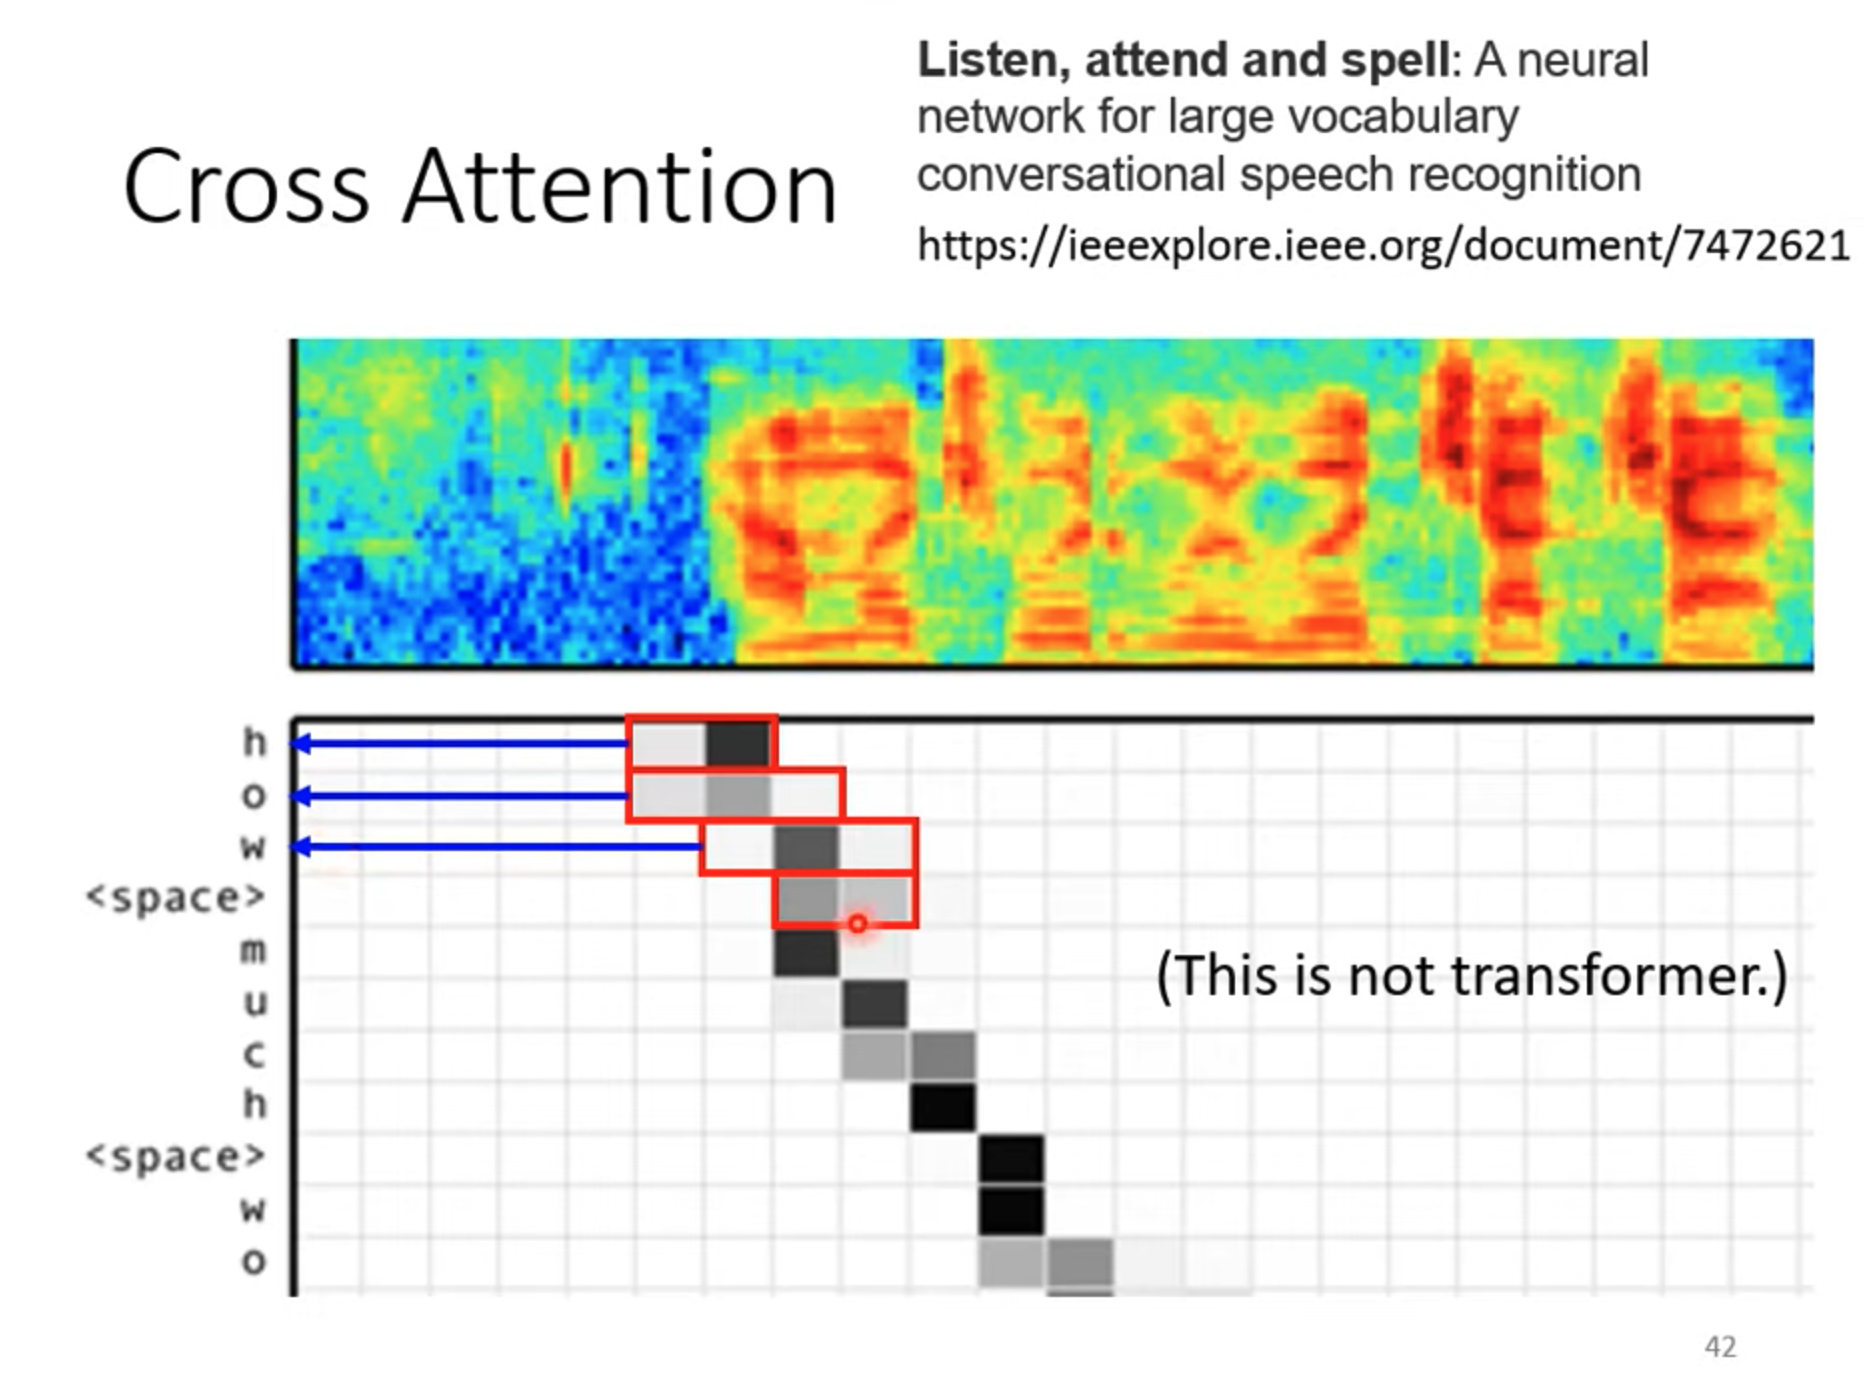 Listen, attend and spell: A neural
network for large vocabulary
conversational speech recognition
https://ieeexplore.ieee.org/document/7472621
Cross Attention
h
o
w
<space>
m
u
c
h
<space>
w
o
(This is not transformer.)
42